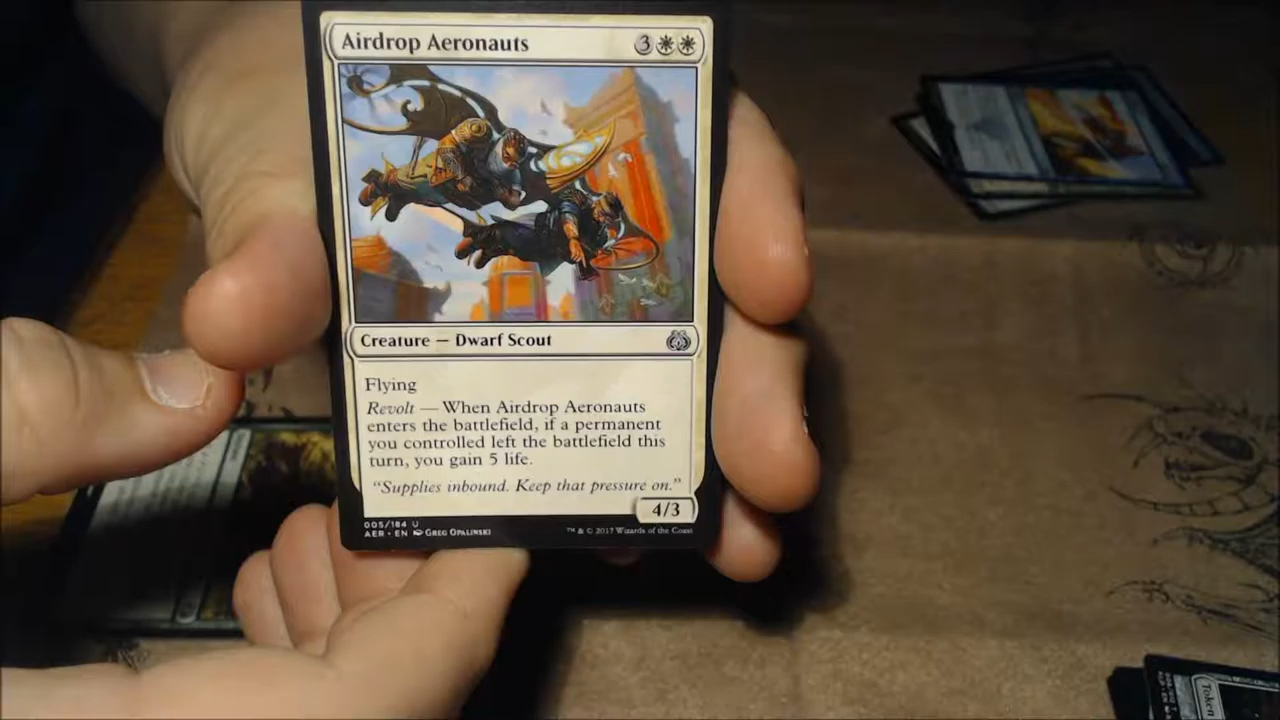 Airdrop Aeronauts
3
Creature — Dwarf Scout
Flying
Revolt — When Airdrop Aeronauts
enters the battlefield, if a permanent
you controlled left the battlefield this
turn, you gain 5 life.
"Supplies inbound. Keep that pressure on."
4/3
005/184 U
AER • EN Greg Opalinski
™ & © 2017 Wizards of the Coast
Token